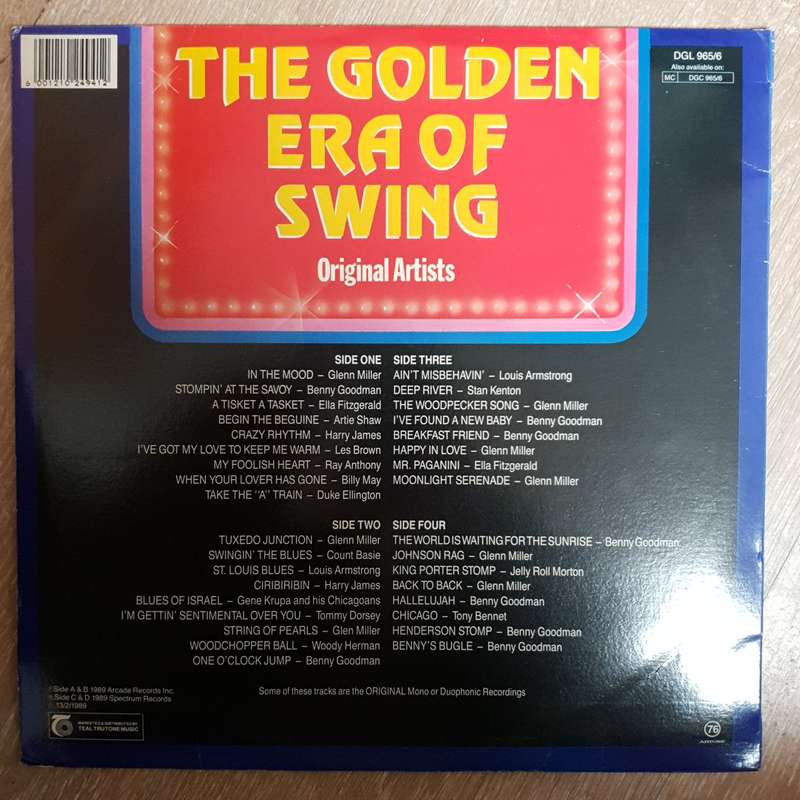 6 001210 249412
THE GOLDEN
ERA OF
SWING
Original Artists
DGL 965/6
Also available on:
MC DGC 965/6
SIDE ONE
IN THE MOOD – Glenn Miller
STOMPIN' AT THE SAVOY – Benny Goodman
A TISKET A TASKET – Ella Fitzgerald
BEGIN THE BEGUINE – Artie Shaw
CRAZY RHYTHM – Harry James
I'VE GOT MY LOVE TO KEEP ME WARM – Les Brown
MY FOOLISH HEART – Ray Anthony
WHEN YOUR LOVER HAS GONE – Billy May
TAKE THE "A" TRAIN – Duke Ellington
SIDE TWO
TUXEDO JUNCTION – Glenn Miller
SWINGIN' THE BLUES – Count Basie
ST. LOUIS BLUES – Louis Armstrong
CIRIBIRIBIN – Harry James
BLUES OF ISRAEL – Gene Krupa and his Chicagoans
I'M GETTIN' SENTIMENTAL OVER YOU – Tommy Dorsey
STRING OF PEARLS – Glen Miller
WOODCHOPPER BALL – Woody Herman
ONE O'CLOCK JUMP – Benny Goodman
SIDE THREE
AIN'T MISBEHAVIN' – Louis Armstrong
DEEP RIVER – Stan Kenton
THE WOODPECKER SONG – Glenn Miller
I'VE FOUND A NEW BABY – Benny Goodman
BREAKFAST FRIEND – Benny Goodman
HAPPY IN LOVE – Glenn Miller
MR. PAGANINI – Ella Fitzgerald
MOONLIGHT SERENADE – Glenn Miller
SIDE FOUR
THE WORLD IS WAITING FOR THE SUNRISE – Benny Goodman
JOHNSON RAG – Glenn Miller
KING PORTER STOMP – Jelly Roll Morton
BACK TO BACK – Glenn Miller
HALLELUJAH – Benny Goodman
CHICAGO – Tony Bennet
HENDERSON STOMP – Benny Goodman
BENNY'S BUGLE – Benny Goodman
Side A & B 1989 Arcade Records Inc.
Side C & D 1989 Spectrum Records
13/2/1989
Some of these tracks are the ORIGINAL Mono or Duophonic Recordings
MARKETED & DISTRIBUTED BY
TEAL TRUTONE MUSIC
76